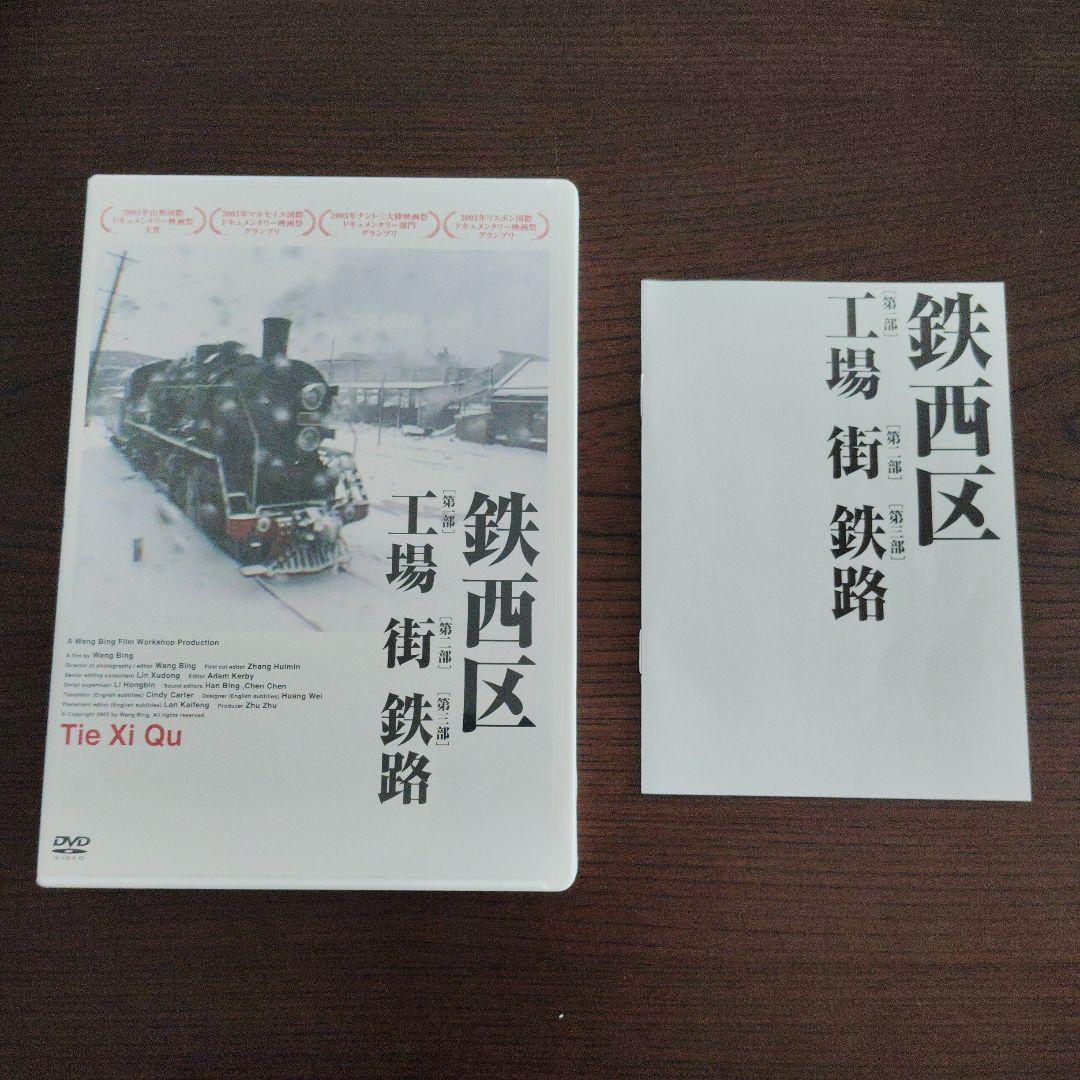 2003年山形国際
ドキュメンタリー映画祭
大賞
2003年マルセイユ国際
ドキュメンタリー映画祭
グランプリ
2003年ナント三大陸映画祭
ドキュメンタリー部門
グランプリ
2003年リスボン国際
ドキュメンタリー映画祭
グランプリ
鉄西区
[第一部]
工場
[第二部]
街
[第三部]
鉄路
A Wang Bing Film Workshop Production
A film by Wang Bing
Director of photography / editor Wang Bing First cut editor Zhang Huimin
Senior editing consultant Lin Xudong Editor Adam Kerby
Script supervisor Li Hongbin Sound editors Han Bing ,Chen Chen
Translator (English subtitles) Cindy Carter Designer (English subtitles) Huang Wei
Placement editor (English subtitles) Lan Kaifeng Producer Zhu Zhu
© Copyright 2003 by Wang Bing. All rights reserved.
Tie Xi Qu
DVD
VIDEO
鉄西区
[第一部]
工場
[第二部]
街
[第三部]
鉄路